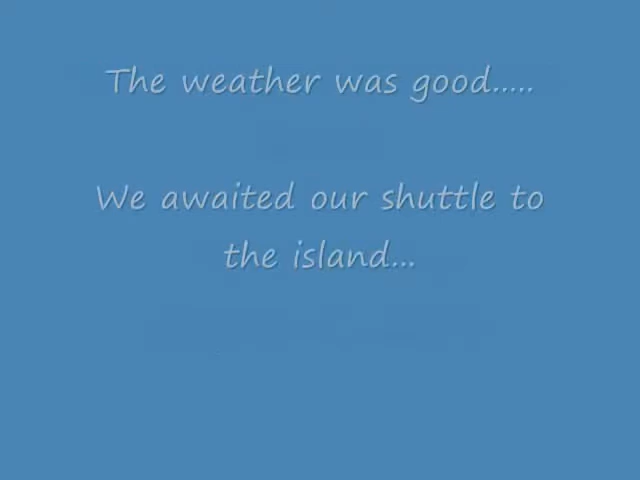 The weather was good.....
We awaited our shuttle to
the island...